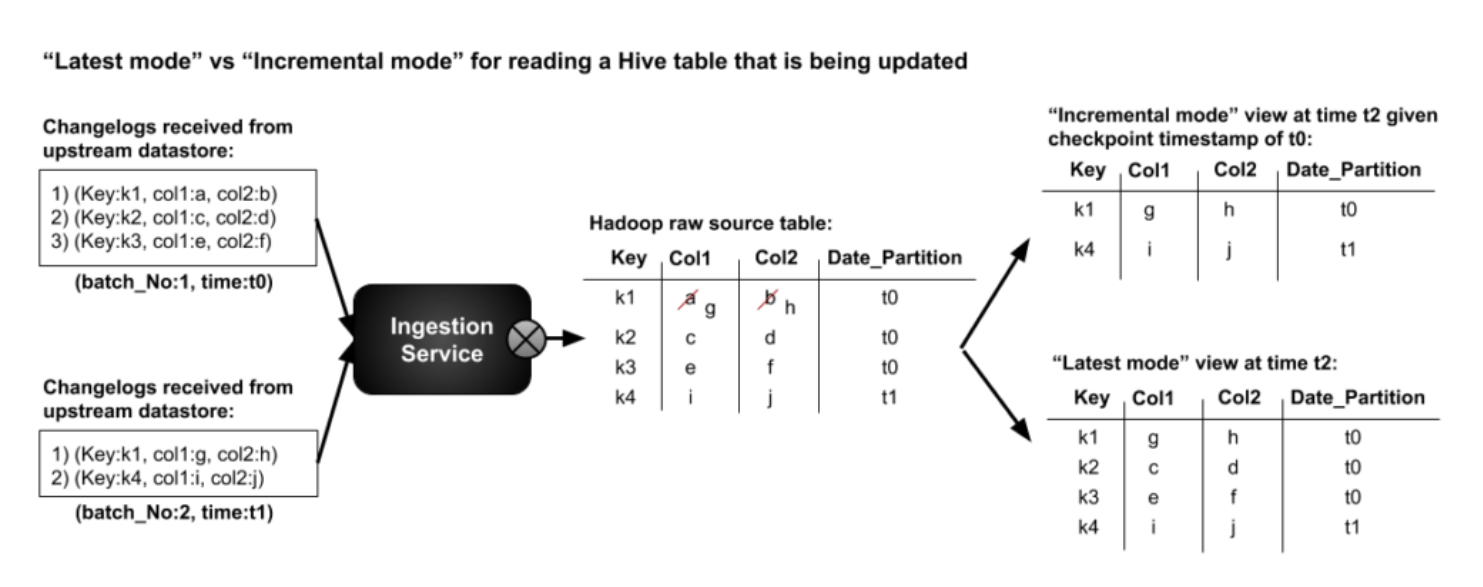 “Latest mode” vs “Incremental mode” for reading a Hive table that is being updated
Changelogs received from
upstream datastore:
1) (Key:k1, col1:a, col2:b)
2) (Key:k2, col1:c, col2:d)
3) (Key:k3, col1:e, col2:f)
(batch_No:1, time:t0)
Changelogs received from
upstream datastore:
1) (Key:k1, col1:g, col2:h)
2) (Key:k4, col1:i, col2:j)
(batch_No:2, time:t1)
Ingestion
Service
Hadoop raw source table:
Key Col1 Col2 Date_Partition
k1 a g b h t0
k2 c d t0
k3 e f t0
k4 i j t1
“Incremental mode” view at time t2 given
checkpoint timestamp of t0:
Key Col1 Col2 Date_Partition
k1 g h t0
k4 i j t1
“Latest mode” view at time t2:
Key Col1 Col2 Date_Partition
k1 g h t0
k2 c d t0
k3 e f t0
k4 i j t1